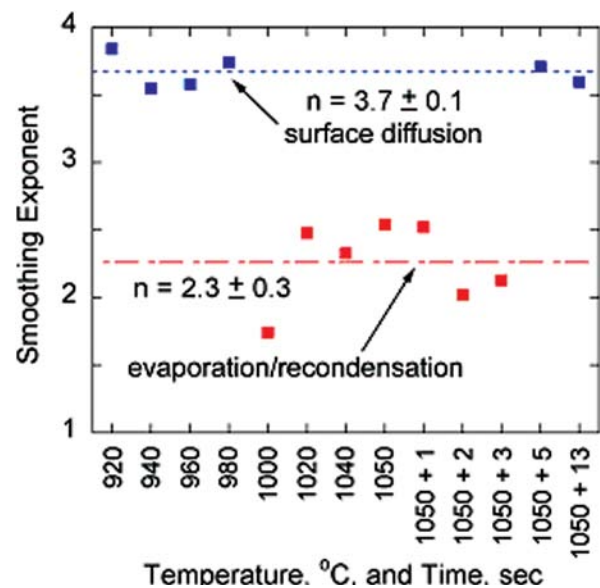 4
3
2
1
Smoothing Exponent
n = 3.7 ± 0.1
surface diffusion
n = 2.3 ± 0.3
evaporation/recondensation
920
940
960
980
1000
1020
1040
1050
1050 + 1
1050 + 2
1050 + 3
1050 + 5
1050 + 13
Temperature, °C, and Time, sec